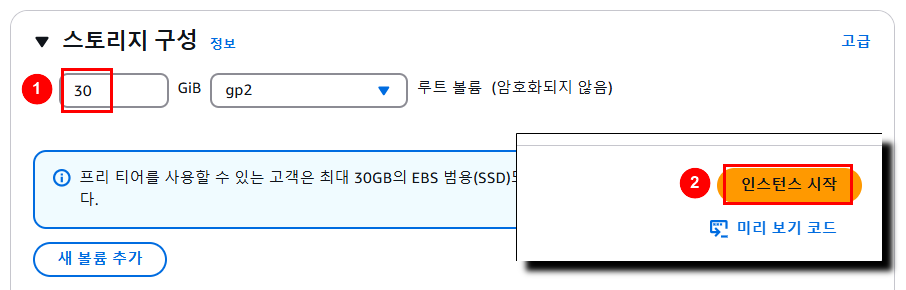 스토리지 구성 정보
고급
1 30 GiB gp2 루트 볼륨 (암호화되지 않음)
프리 티어를 사용할 수 있는 고객은 최대 30GB의 EBS 범용(SSD)
다.
새 볼륨 추가
2 인스턴스 시작
미리 보기 코드